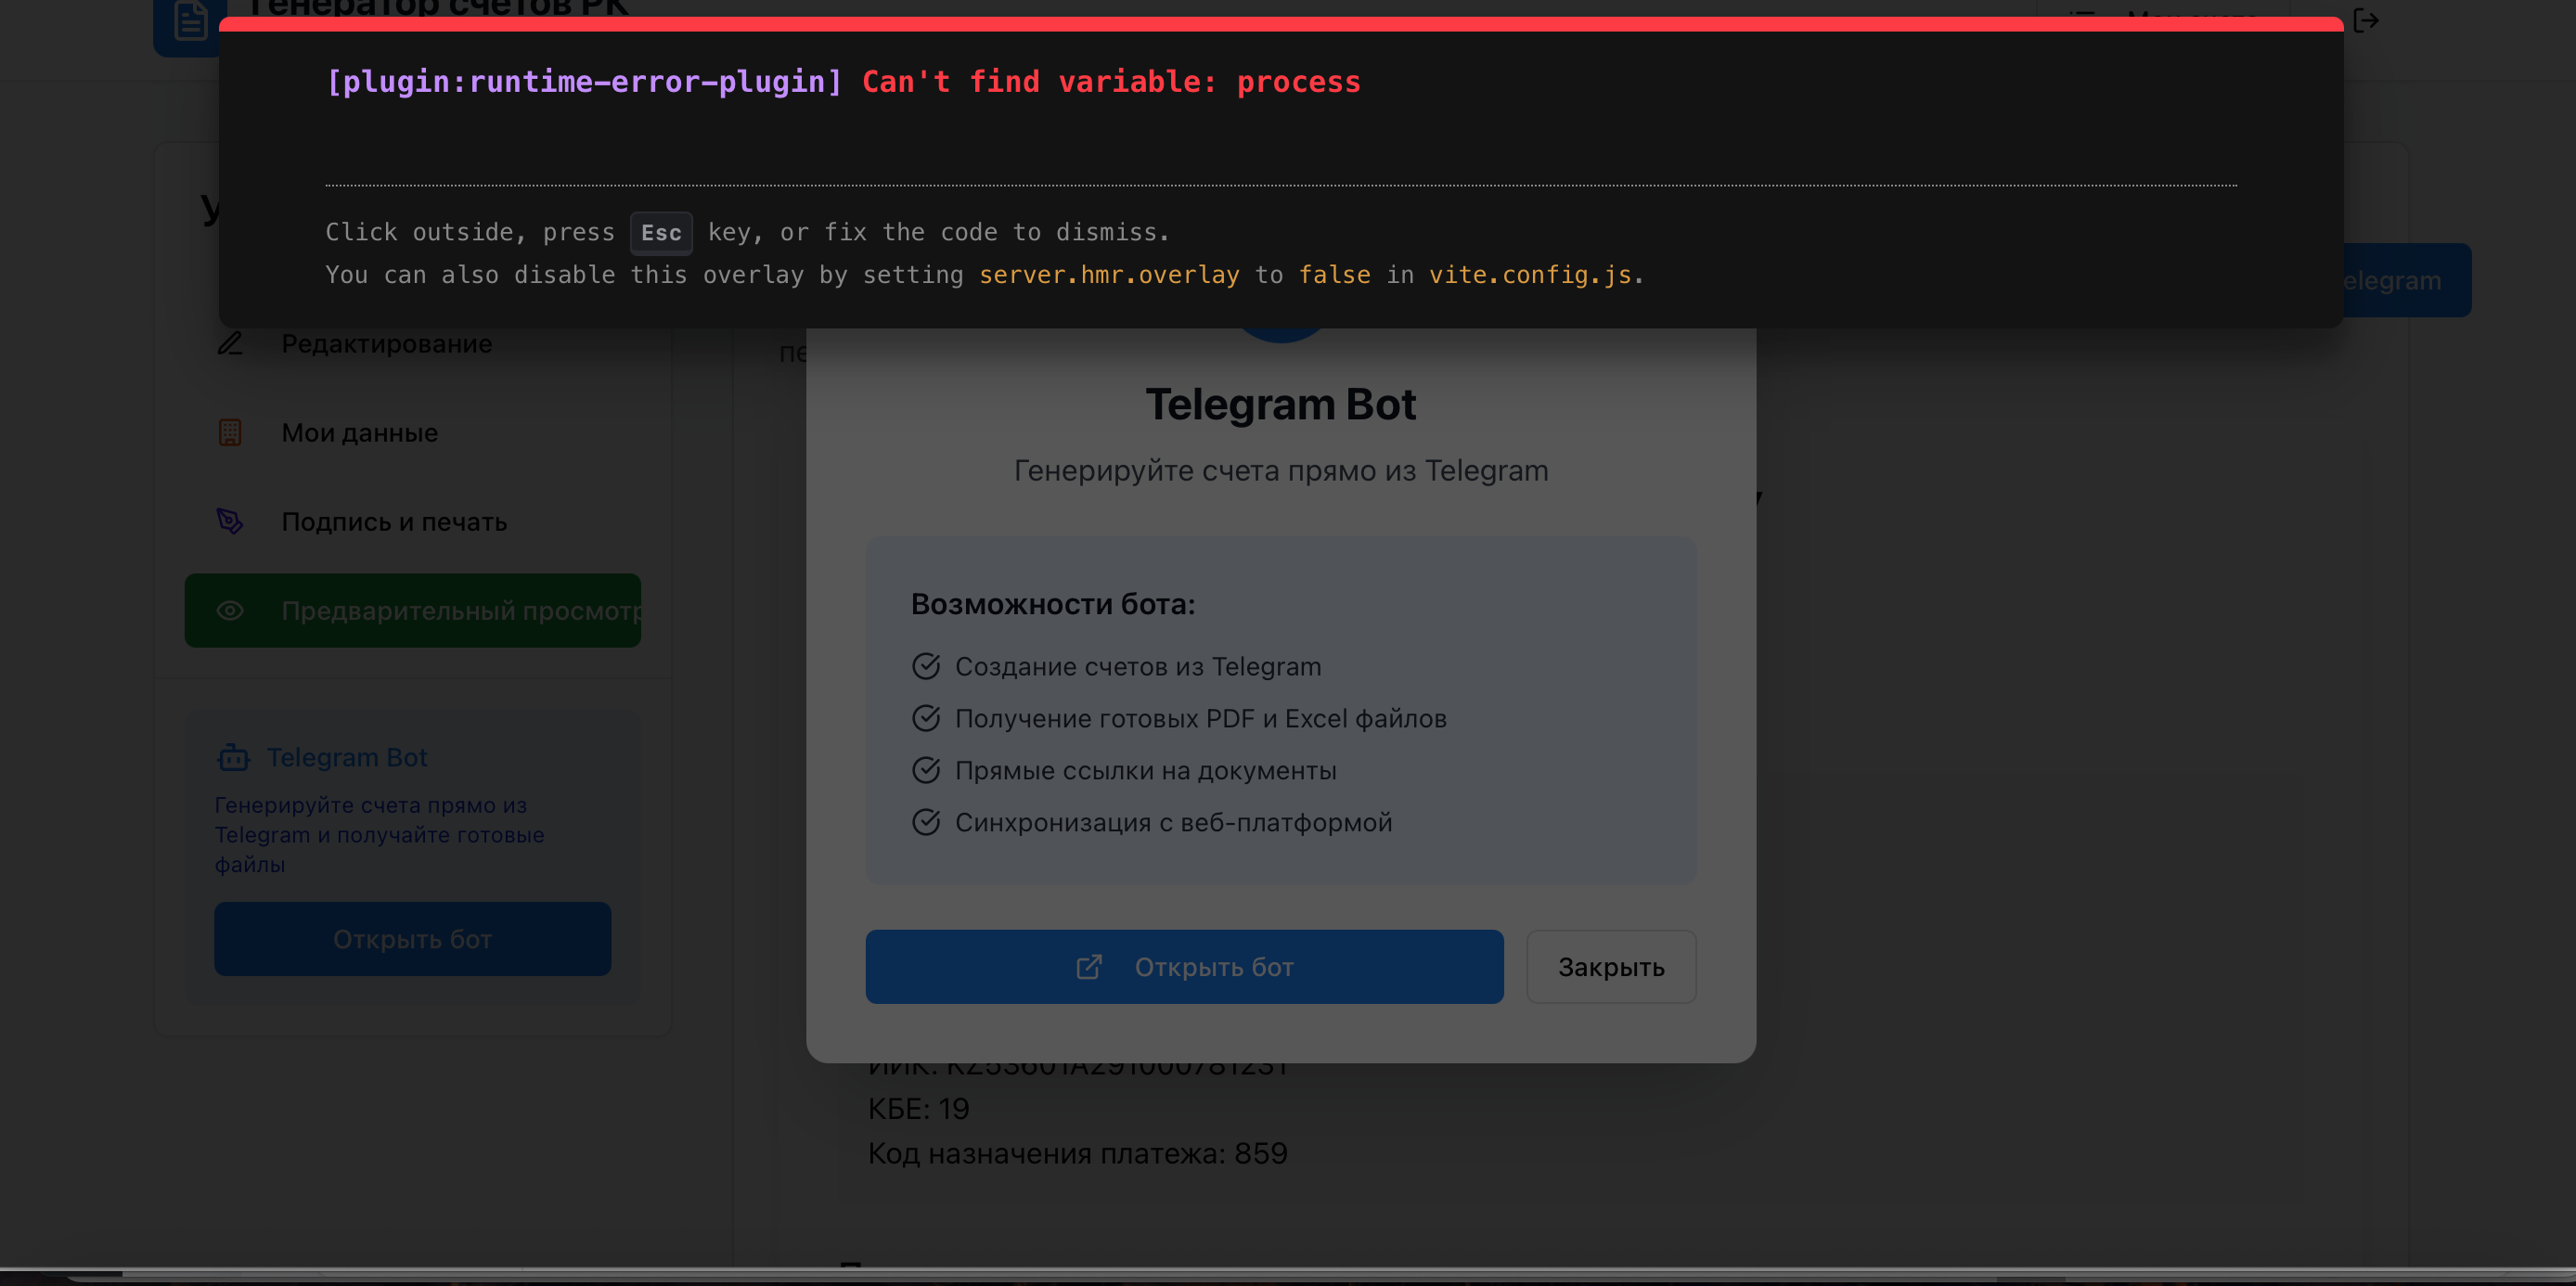 Генератор счетов РК
[plugin:runtime-error-plugin] Can't find variable: process
Click outside, press Esc key, or fix the code to dismiss.
You can also disable this overlay by setting server.hmr.overlay to false in vite.config.js.
elegram
Редактирование
Мои данные
Подпись и печать
Предварительный просмотр
Telegram Bot
Генерируйте счета прямо из
Telegram и получайте готовые
файлы
Открыть бот
Telegram Bot
Генерируйте счета прямо из Telegram
Возможности бота:
Создание счетов из Telegram
Получение готовых PDF и Excel файлов
Прямые ссылки на документы
Синхронизация с веб-платформой
Открыть бот
Закрыть
ИИК: KZ53601A291000781231
КБЕ: 19
Код назначения платежа: 859